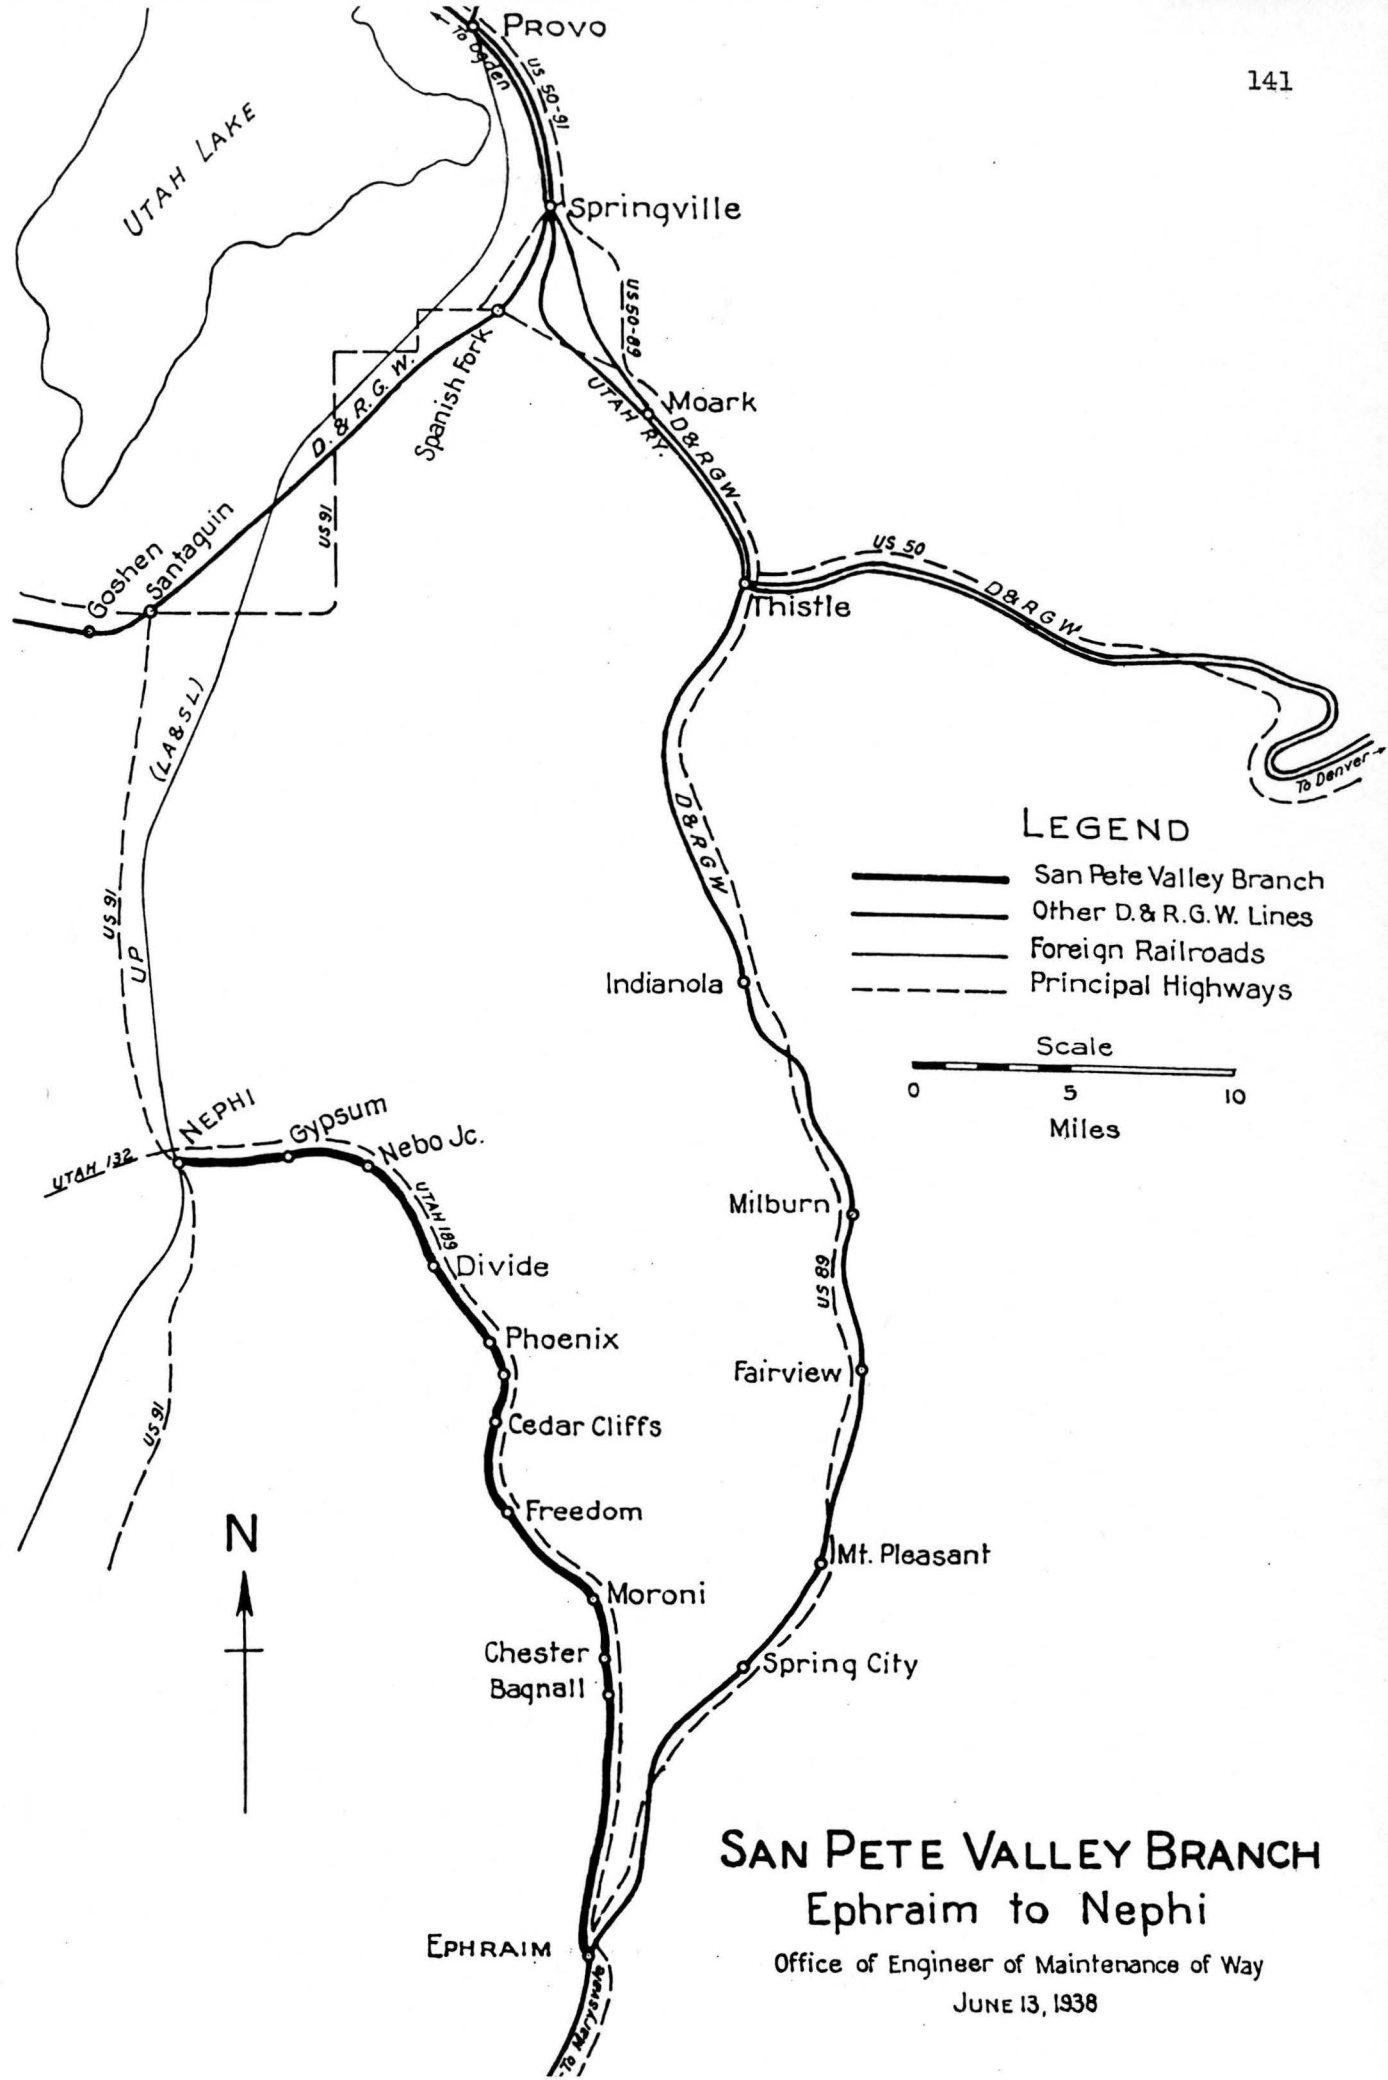 141
PROVO
To Ogden
US 50-91
UTAH LAKE
Springville
US 50-89
Spanish Fork
D. & R. G. W.
UTAH RY.
Moark
D&RGW
US 91
Goshen
Santaquin
US 50
D&RGW
Thistle
To Denver
(LA & SL)
US 91
UP
D & R G W
LEGEND
San Pete Valley Branch
Other D. & R.G.W. Lines
Foreign Railroads
Principal Highways
Indianola
Scale
0 5 10
Miles
NEPHI
Gypsum
Nebo Jc.
UTAH 132
UTAH 189
Milburn
Divide
US 89
Phoenix
Fairview
US 91
Cedar Cliffs
Freedom
N
Mt. Pleasant
Moroni
Chester
Spring City
Bagnall
SAN PETE VALLEY BRANCH
Ephraim to Nephi
Office of Engineer of Maintenance of Way
JUNE 13, 1938
EPHRAIM
To Marysvale